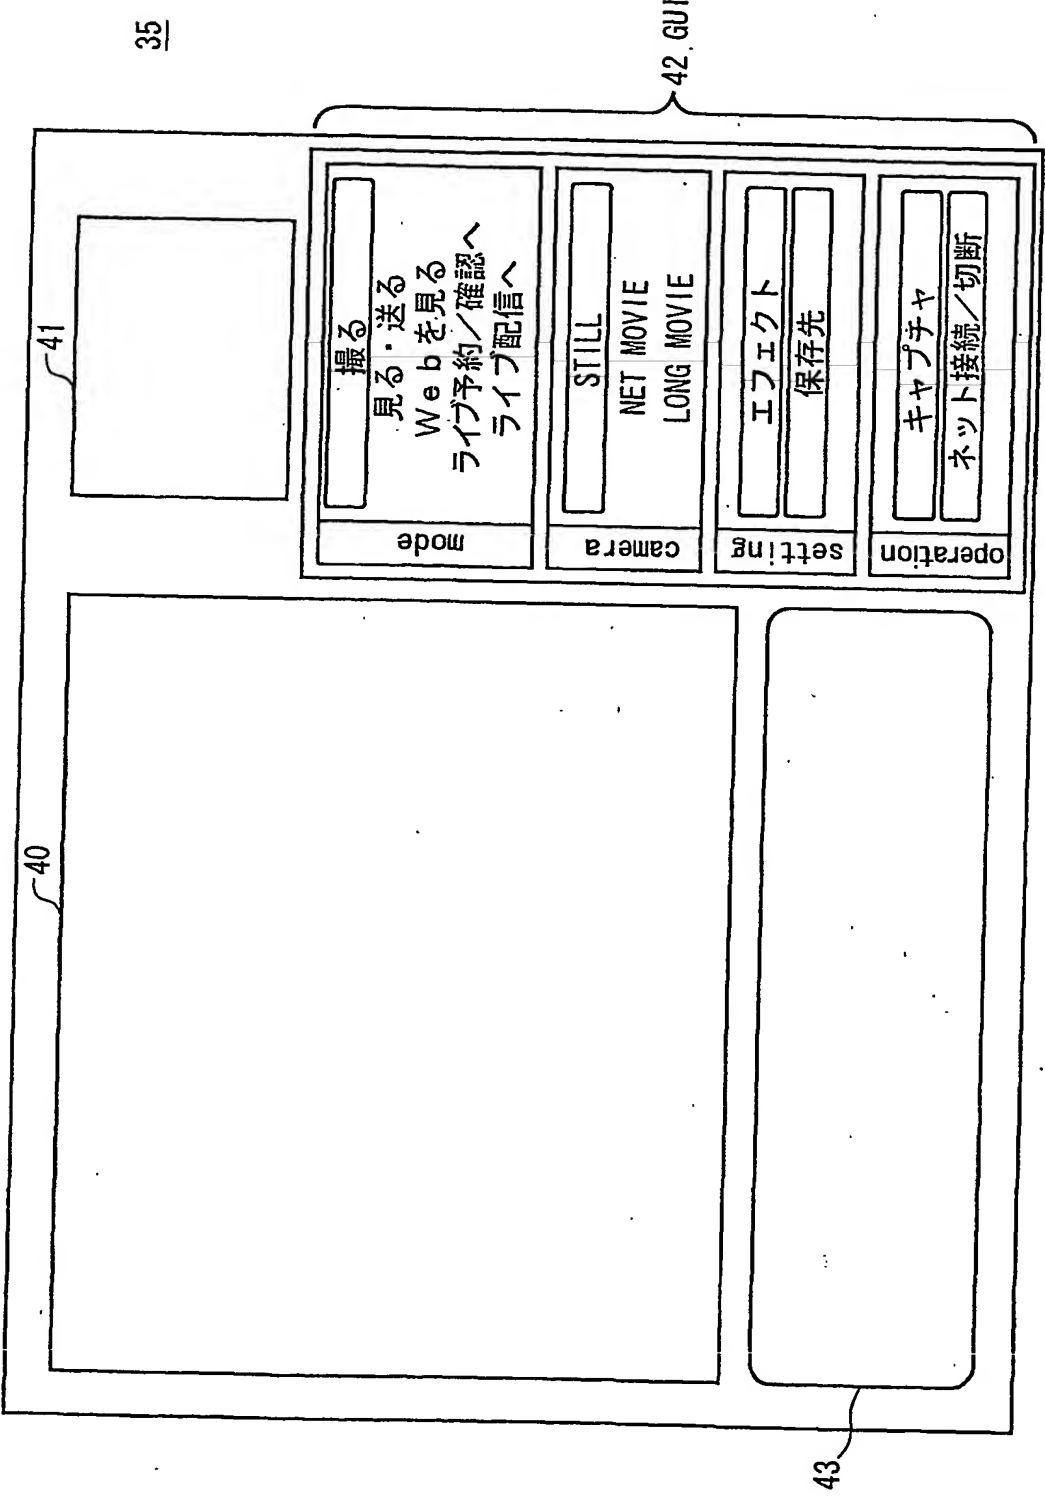 35
40
41
42 GUI
mode
撮る
見る・送る
Webを見る
ライブ予約／確認へ
ライブ配信へ
camera
STILL
NET MOVIE
LONG MOVIE
setting
エフェクト
保存先
operation
キャプチャ
ネット接続／切断
43